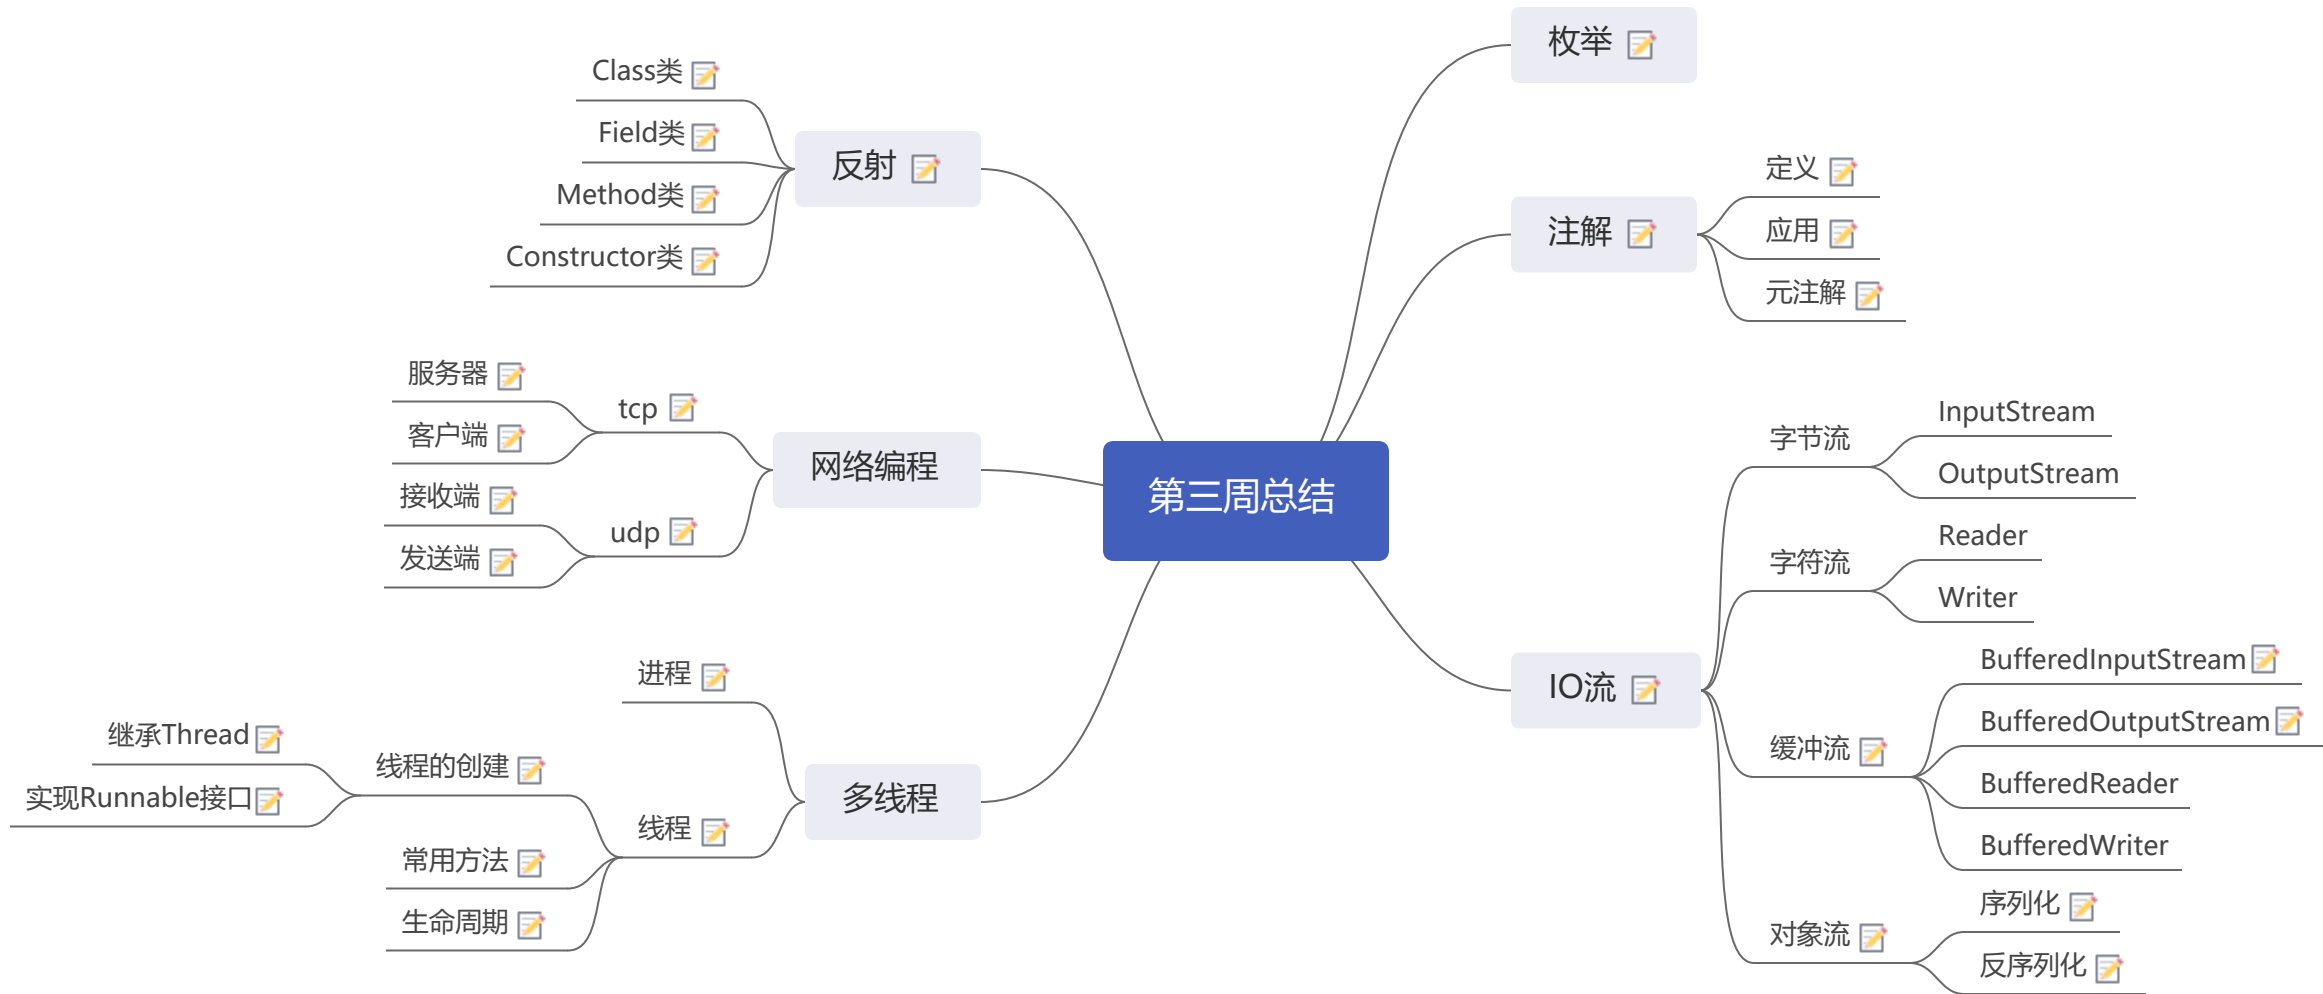 第三周总结
枚举
注解
定义
应用
元注解
IO流
字节流
InputStream
OutputStream
字符流
Reader
Writer
缓冲流
BufferedInputStream
BufferedOutputStream
BufferedReader
BufferedWriter
对象流
序列化
反序列化
反射
Class类
Field类
Method类
Constructor类
网络编程
tcp
服务器
客户端
udp
接收端
发送端
多线程
进程
线程
线程的创建
继承Thread
实现Runnable接口
常用方法
生命周期